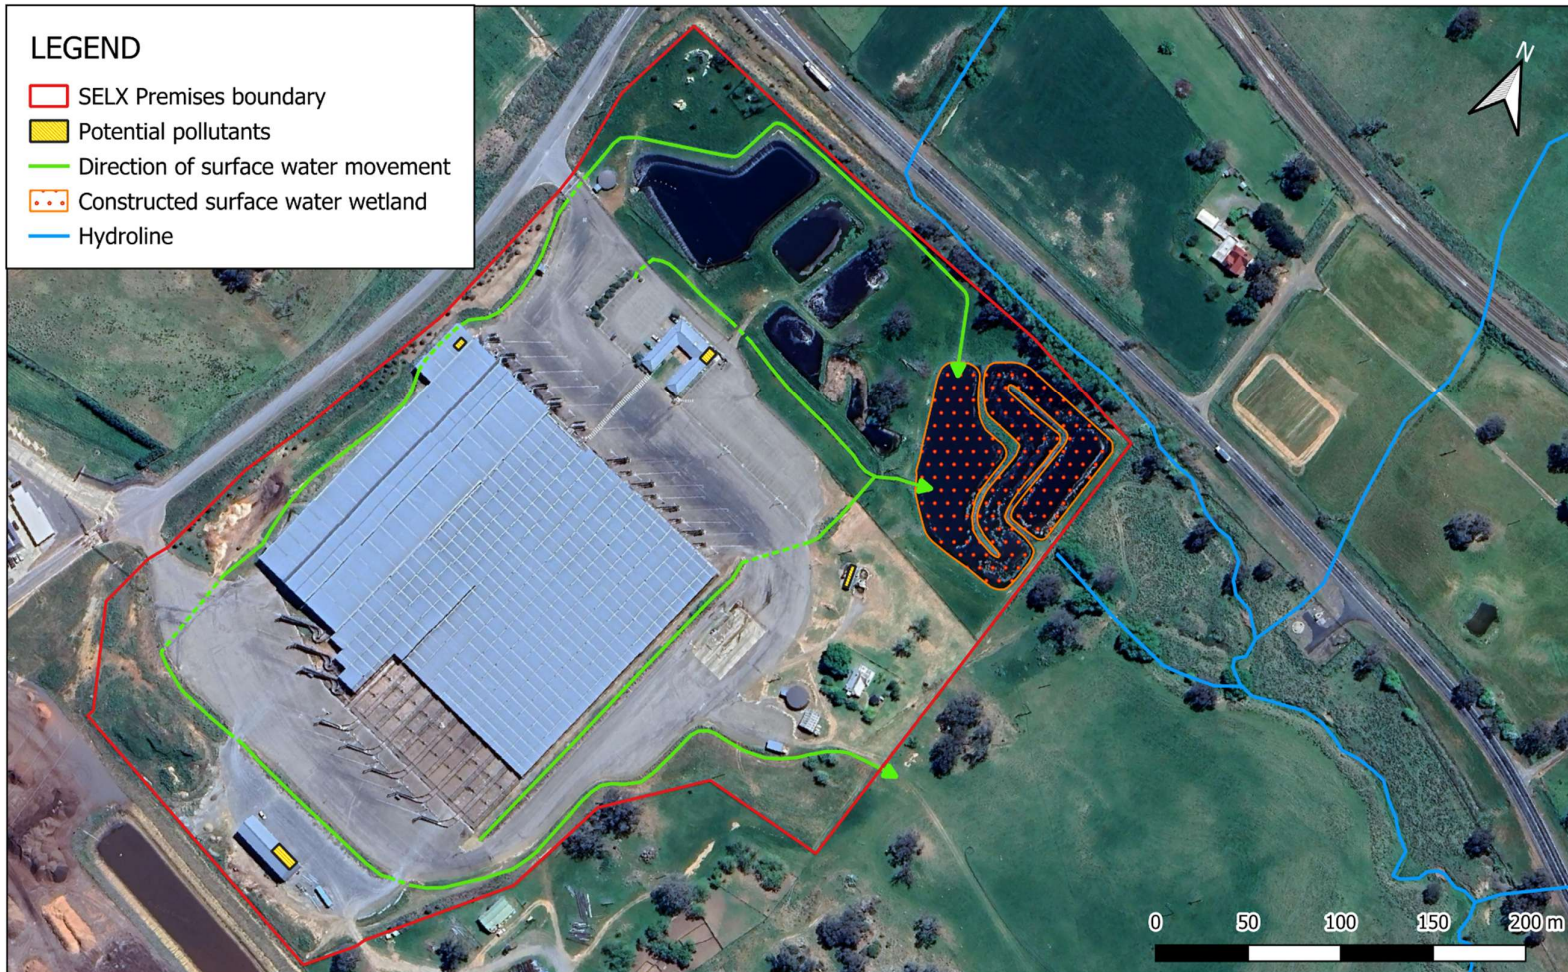 LEGEND
SELX Premises boundary
Potential pollutants
Direction of surface water movement
Constructed surface water wetland
Hydroline
N
0 50 100 150 200 m